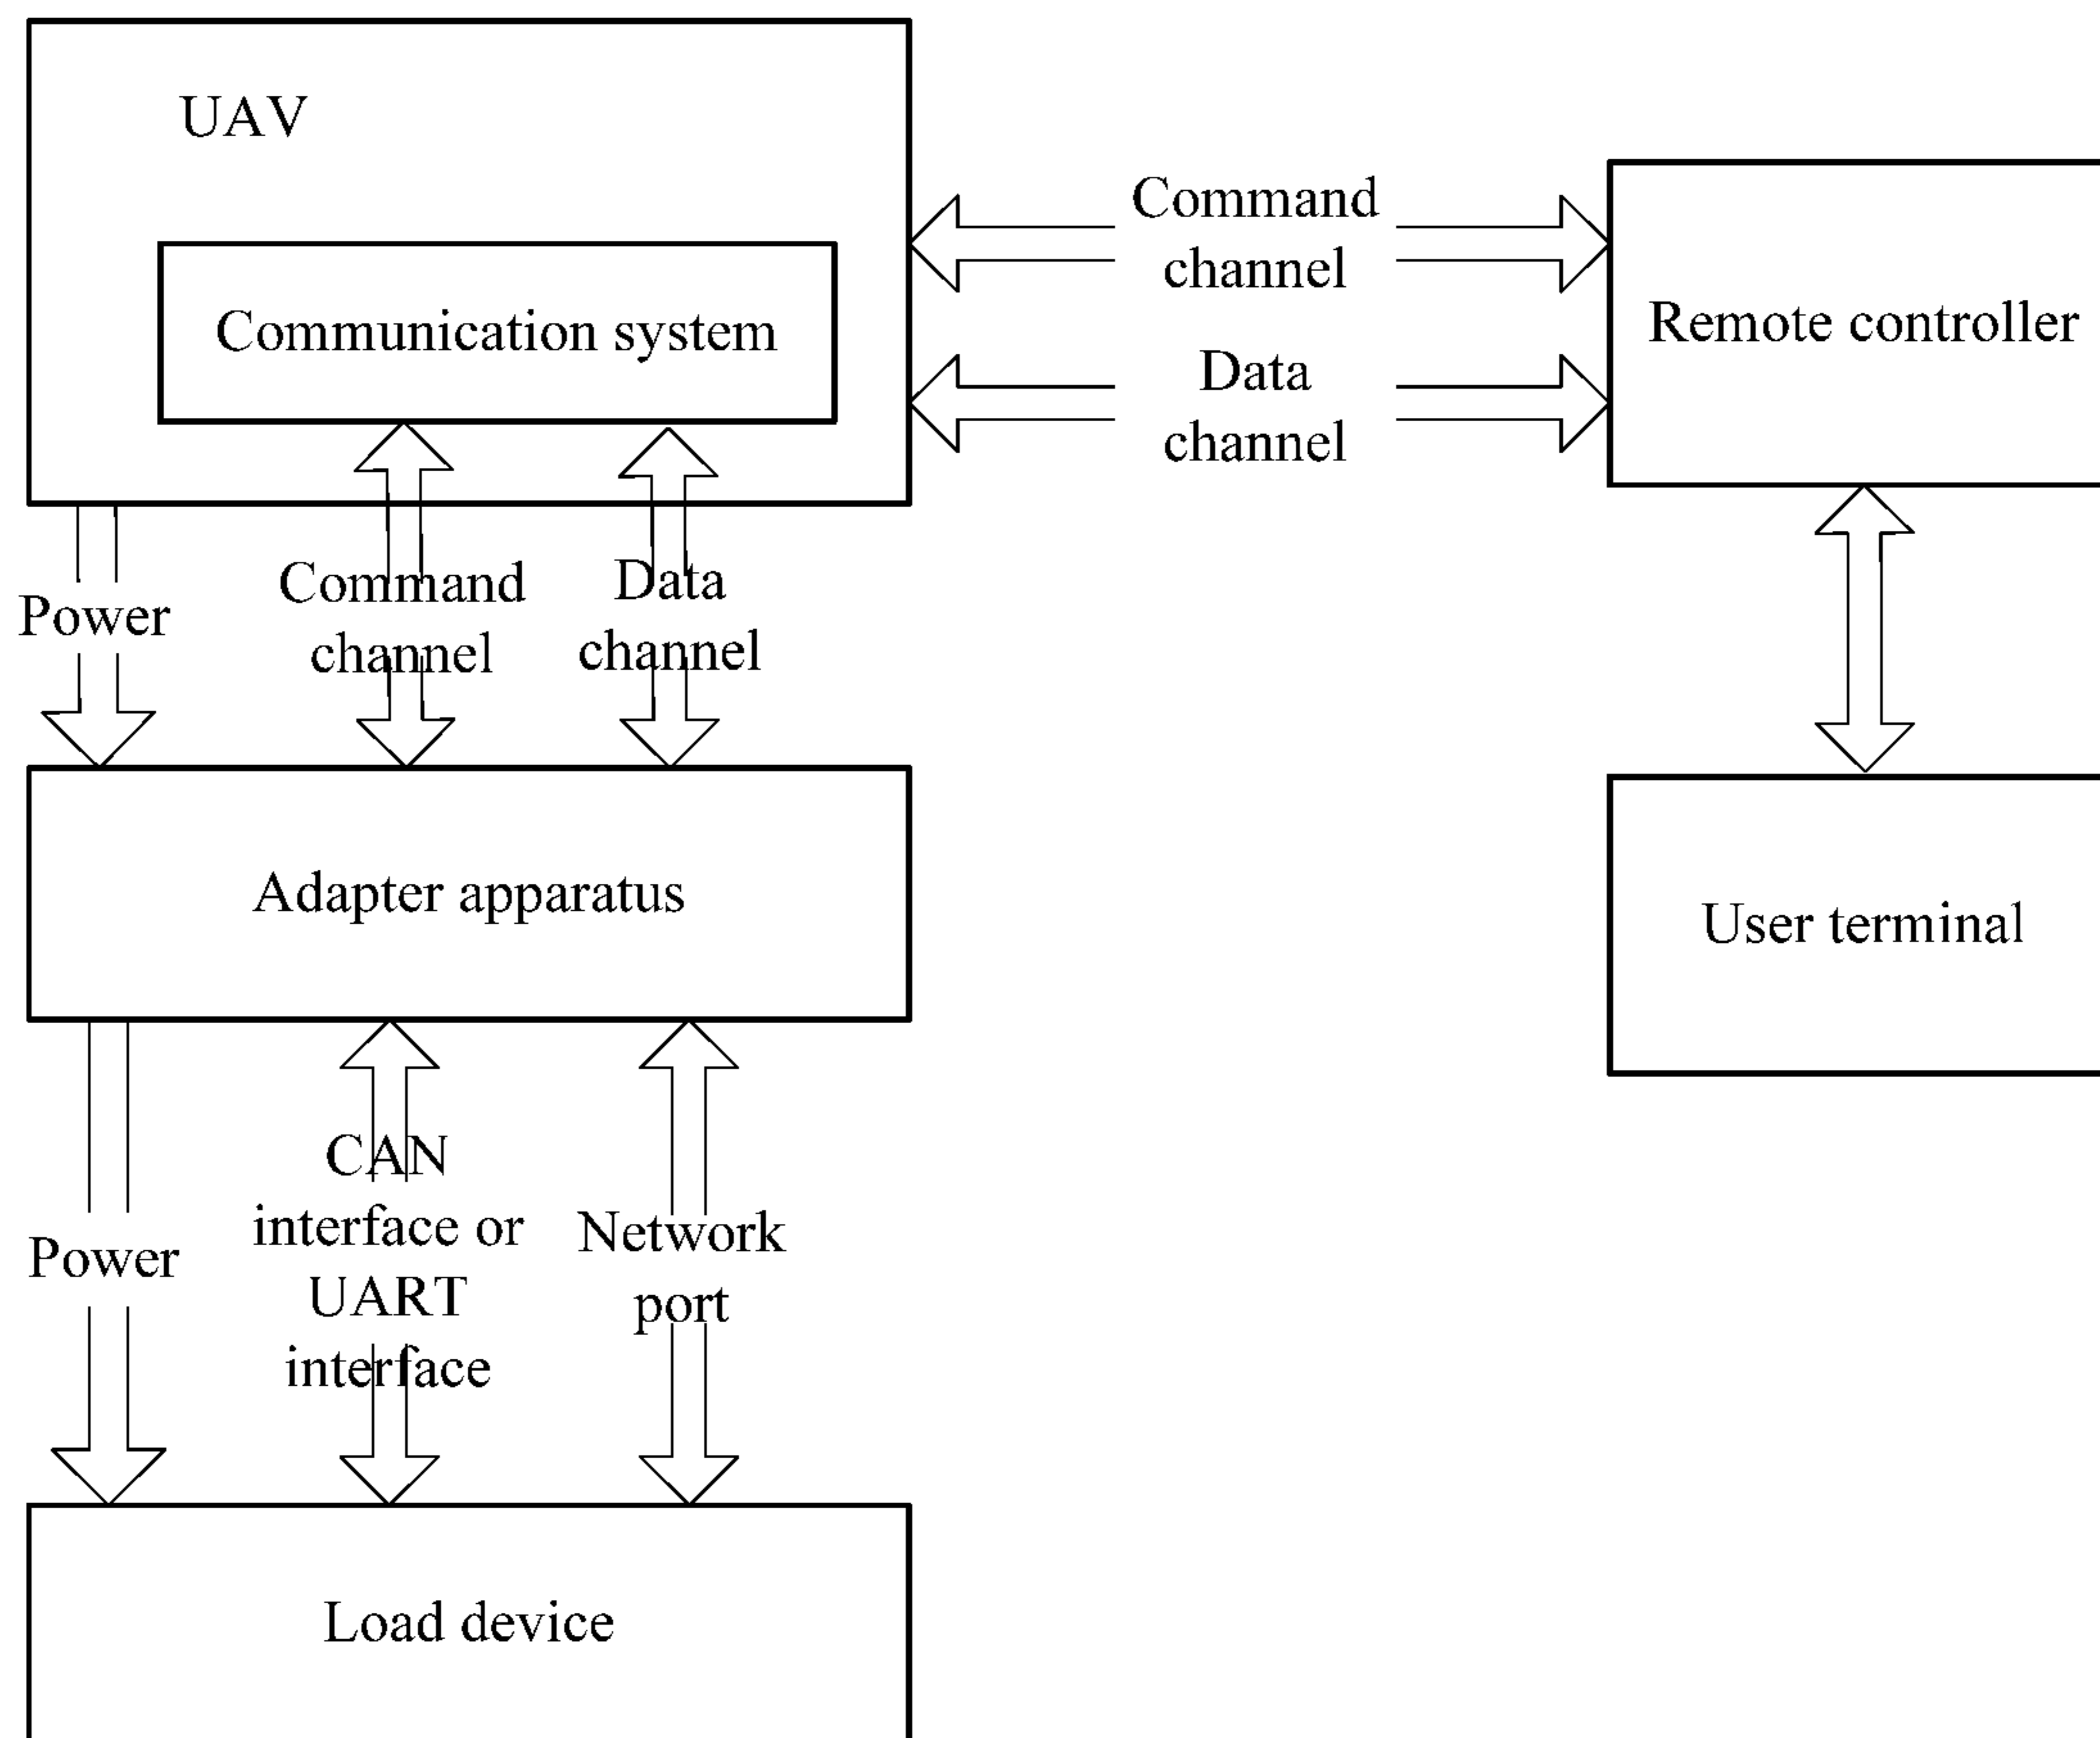 UAV
Communication system
Command
channel
Data
channel
Remote controller
Power
Command
channel
Data
channel
Adapter apparatus
User terminal
Power
CAN
interface or
UART
interface
Network
port
Load device